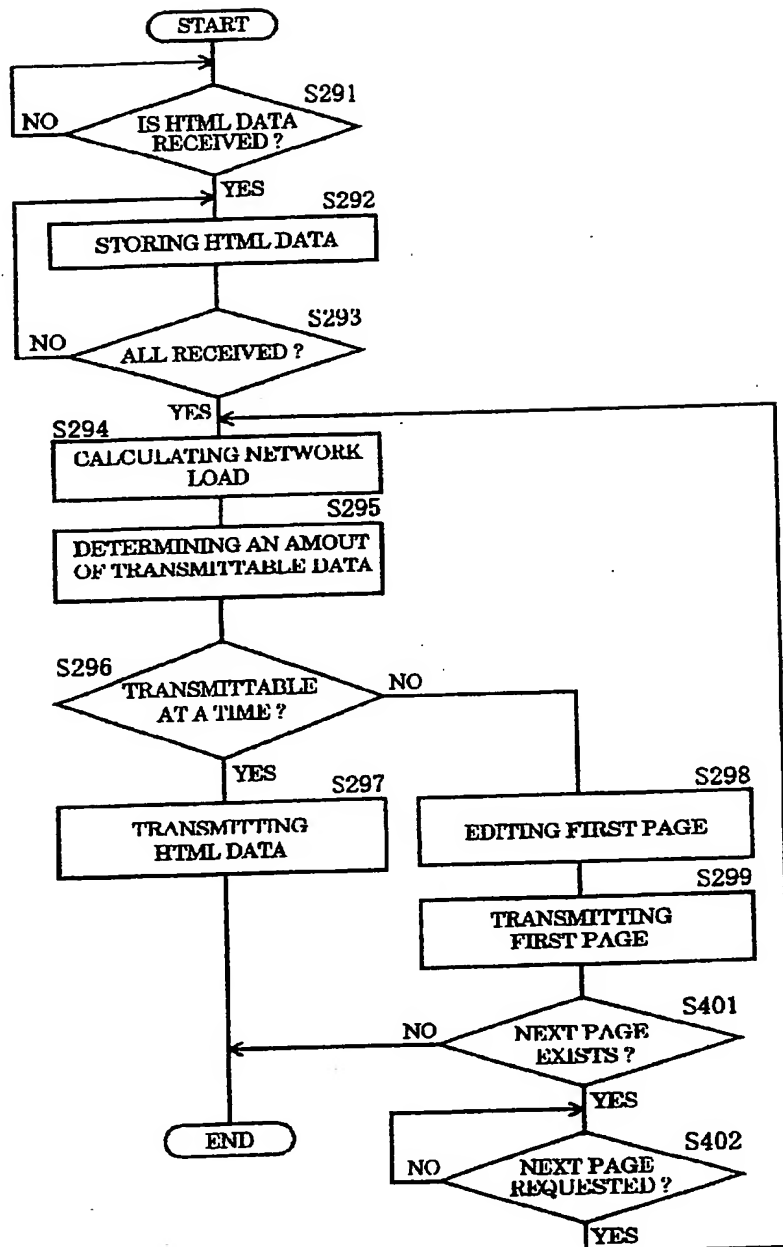 START
S291
NO
IS HTML DATA
RECEIVED ?
YES
S292
STORING HTML DATA
S293
NO
ALL RECEIVED ?
YES
S294
CALCULATING NETWORK
LOAD
S295
DETERMINING AN AMOUT
OF TRANSMITTABLE DATA
S296
TRANSMITTABLE
AT A TIME ?
NO
YES
S297
TRANSMITTING
HTML DATA
S298
EDITING FIRST PAGE
S299
TRANSMITTING
FIRST PAGE
S401
NO
NEXT PAGE
EXISTS ?
YES
END
S402
NO
NEXT PAGE
REQUESTED ?
YES